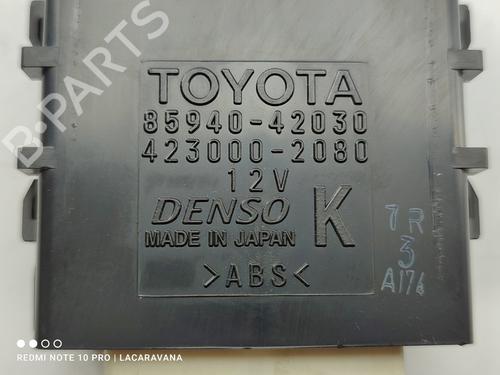 B-PARTS
TOYOTA
85940-42030
423000-2080
12V
DENSO
MADE IN JAPAN
K
>ABS<
7R
3
A174
REDMI NOTE 10 PRO | LACARAVANA